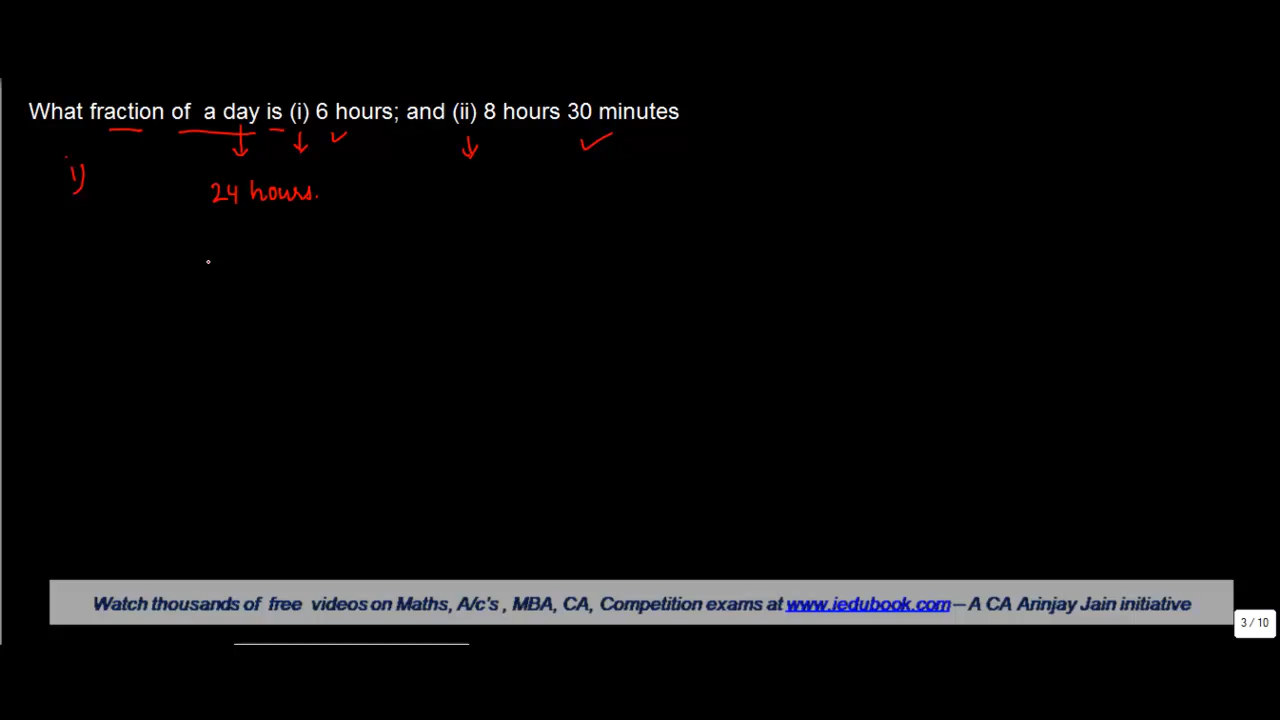 What fraction of a day is (i) 6 hours; and (ii) 8 hours 30 minutes
i)
24 hours.
Watch thousands of free videos on Maths, A/c's , MBA, CA, Competition exams at www.iedubook.com – A CA Arinjay Jain initiative
3 / 10